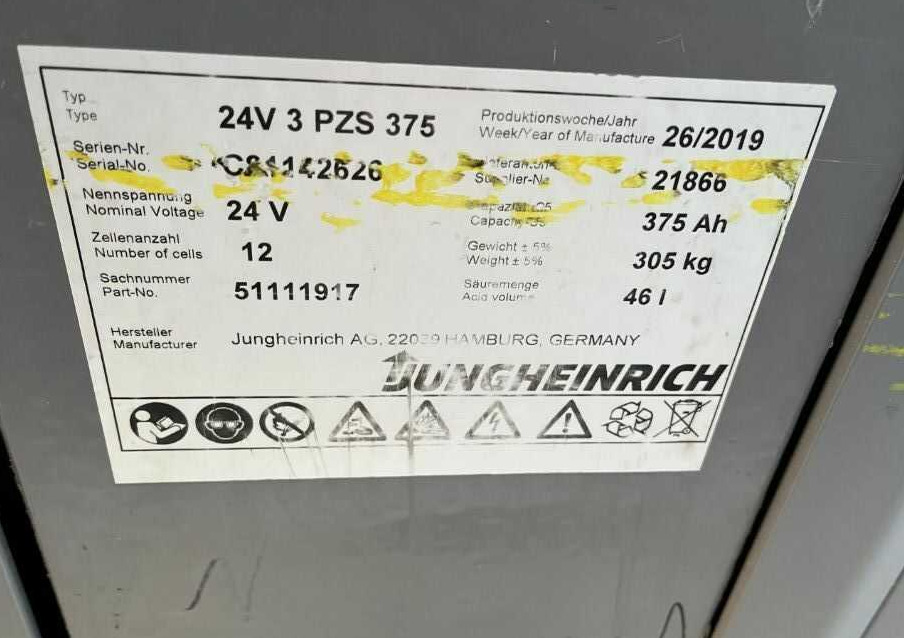 Typ
Type
24V 3 PZS 375
Produktionswoche/Jahr
Week/Year of Manufacture
26/2019
Serien-Nr.
Serial-No.
21866
Nennspannung
Nominal Voltage
24 V
375 Ah
Zellenanzahl
Number of cells
12
Gewicht ± 5%
Weight ± 5%
305 kg
Sachnummer
Part-No.
51111917
Säuremenge
Acid volume
46 l
Hersteller
Manufacturer
Jungheinrich AG, HAMBURG, GERMANY
JUNGHEINRICH